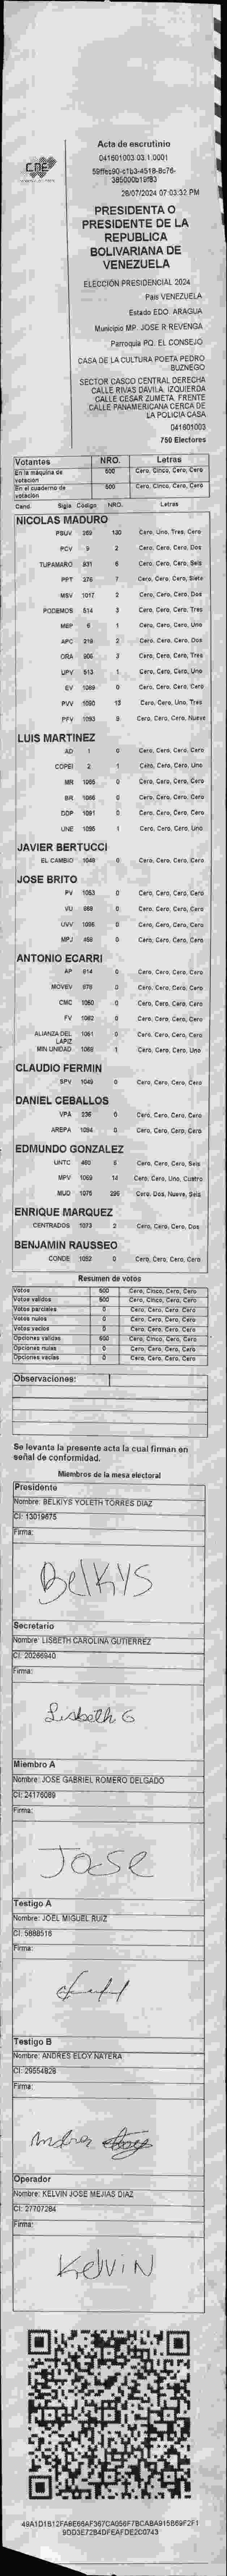 CNE
Acta de escrutinio
041601003.03.1.0001
28/07/2024 07:03:32 PM
PRESIDENTA O
PRESIDENTE DE LA
REPUBLICA
BOLIVARIANA DE
VENEZUELA
ELECCIÓN PRESIDENCIAL 2024
País VENEZUELA
Estado EDO. ARAGUA
Municipio MP. JOSE R REVENGA
Parroquia PQ. EL CONSEJO
CASA DE LA CULTURA POETA PEDRO
BUZNEGO
SECTOR CASCO CENTRAL DERECHA
CALLE RIVAS DAVILA. IZQUIERDA
CALLE CESAR ZUMETA. FRENTE
CALLE PANAMERICANA CERCA DE
LA POLICIA CASA
041601003
750 Electores
Votantes NRO. Letras
En la máquina de votación 500 Cero, Cinco, Cero, Cero
En el cuaderno de votación 500 Cero, Cinco, Cero, Cero
Cand. Sigla Código NRO. Letras
NICOLAS MADURO
PSUV 130 Cero, Uno, Tres, Cero
PCV 2 Cero, Cero, Cero, Dos
TUPAMARO 6 Cero, Cero, Cero, Seis
PPT 7 Cero, Cero, Cero, Siete
MSV 1017 2 Cero, Cero, Cero, Dos
PODEMOS 514 3 Cero, Cero, Cero, Tres
MEP 6 1 Cero, Cero, Cero, Uno
APC 219 2 Cero, Cero, Cero, Dos
ORA 906 3 Cero, Cero, Cero, Tres
UPV 513 1 Cero, Cero, Cero, Uno
EV 1089 0 Cero, Cero, Cero, Cero
PVV 1090 13 Cero, Cero, Uno, Tres
PFV 1093 9 Cero, Cero, Cero, Nueve
LUIS MARTINEZ
AD 1 0 Cero, Cero, Cero, Cero
COPEI 2 1 Cero, Cero, Cero, Uno
MR 1065 0 Cero, Cero, Cero, Cero
BR 1086 0 Cero, Cero, Cero, Cero
DDP 1091 0 Cero, Cero, Cero, Cero
UNE 1095 1 Cero, Cero, Cero, Uno
JAVIER BERTUCCI
EL CAMBIO 1048 0 Cero, Cero, Cero, Cero
JOSE BRITO
PV 1053 0 Cero, Cero, Cero, Cero
VU 868 0 Cero, Cero, Cero, Cero
UVV 1096 0 Cero, Cero, Cero, Cero
MPJ 0 Cero, Cero, Cero, Cero
ANTONIO ECARRI
AP 814 0 Cero, Cero, Cero, Cero
MOVEV 0 Cero, Cero, Cero, Cero
CMC 1050 0 Cero, Cero, Cero, Cero
FV 1082 0 Cero, Cero, Cero, Cero
ALIANZA DEL LAPIZ 1061 0 Cero, Cero, Cero, Cero
MIN UNIDAD 1068 1 Cero, Cero, Cero, Uno
CLAUDIO FERMIN
SPV 1049 0 Cero, Cero, Cero, Cero
DANIEL CEBALLOS
VPA 0 Cero, Cero, Cero, Cero
AREPA 1094 0 Cero, Cero, Cero, Cero
EDMUNDO GONZALEZ
UNTC 6 Cero, Cero, Cero, Seis
MPV 1069 14 Cero, Cero, Uno, Cuatro
MUD 1075 296 Cero, Dos, Nueve, Seis
ENRIQUE MARQUEZ
CENTRADOS 1073 2 Cero, Cero, Cero, Dos
BENJAMIN RAUSSEO
CONDE 1052 0 Cero, Cero, Cero, Cero
Resumen de votos
Votos 500 Cero, Cinco, Cero, Cero
Votos válidos 500 Cero, Cinco, Cero, Cero
Votos parciales 0 Cero, Cero, Cero, Cero
Votos nulos 0 Cero, Cero, Cero, Cero
Votos vacíos 0 Cero, Cero, Cero, Cero
Opciones válidas 500 Cero, Cinco, Cero, Cero
Opciones nulas 0 Cero, Cero, Cero, Cero
Opciones vacías 0 Cero, Cero, Cero, Cero
Observaciones:
Se levanta la presente acta la cual firman en
señal de conformidad.
Miembros de la mesa electoral
Presidente
Nombre: BELKIYS YOLETH TORRES DIAZ
CI: 13019675
Firma:
BelKYS
Secretario
Nombre: LISBETH CAROLINA GUTIERREZ
CI: 20266940
Firma:
Lisbeth G
Miembro A
Nombre: JOSE GABRIEL ROMERO DELGADO
CI: 24176089
Firma:
Jose
Testigo A
Nombre: JOEL MIGUEL RUIZ
CI: 5888516
Firma:
Testigo B
Nombre: ANDRES ELOY NATERA
CI: 29554828
Firma:
Andres Eloy
Operador
Nombre: KELVIN JOSE MEJIAS DIAZ
CI: 27707284
Firma:
KelViN